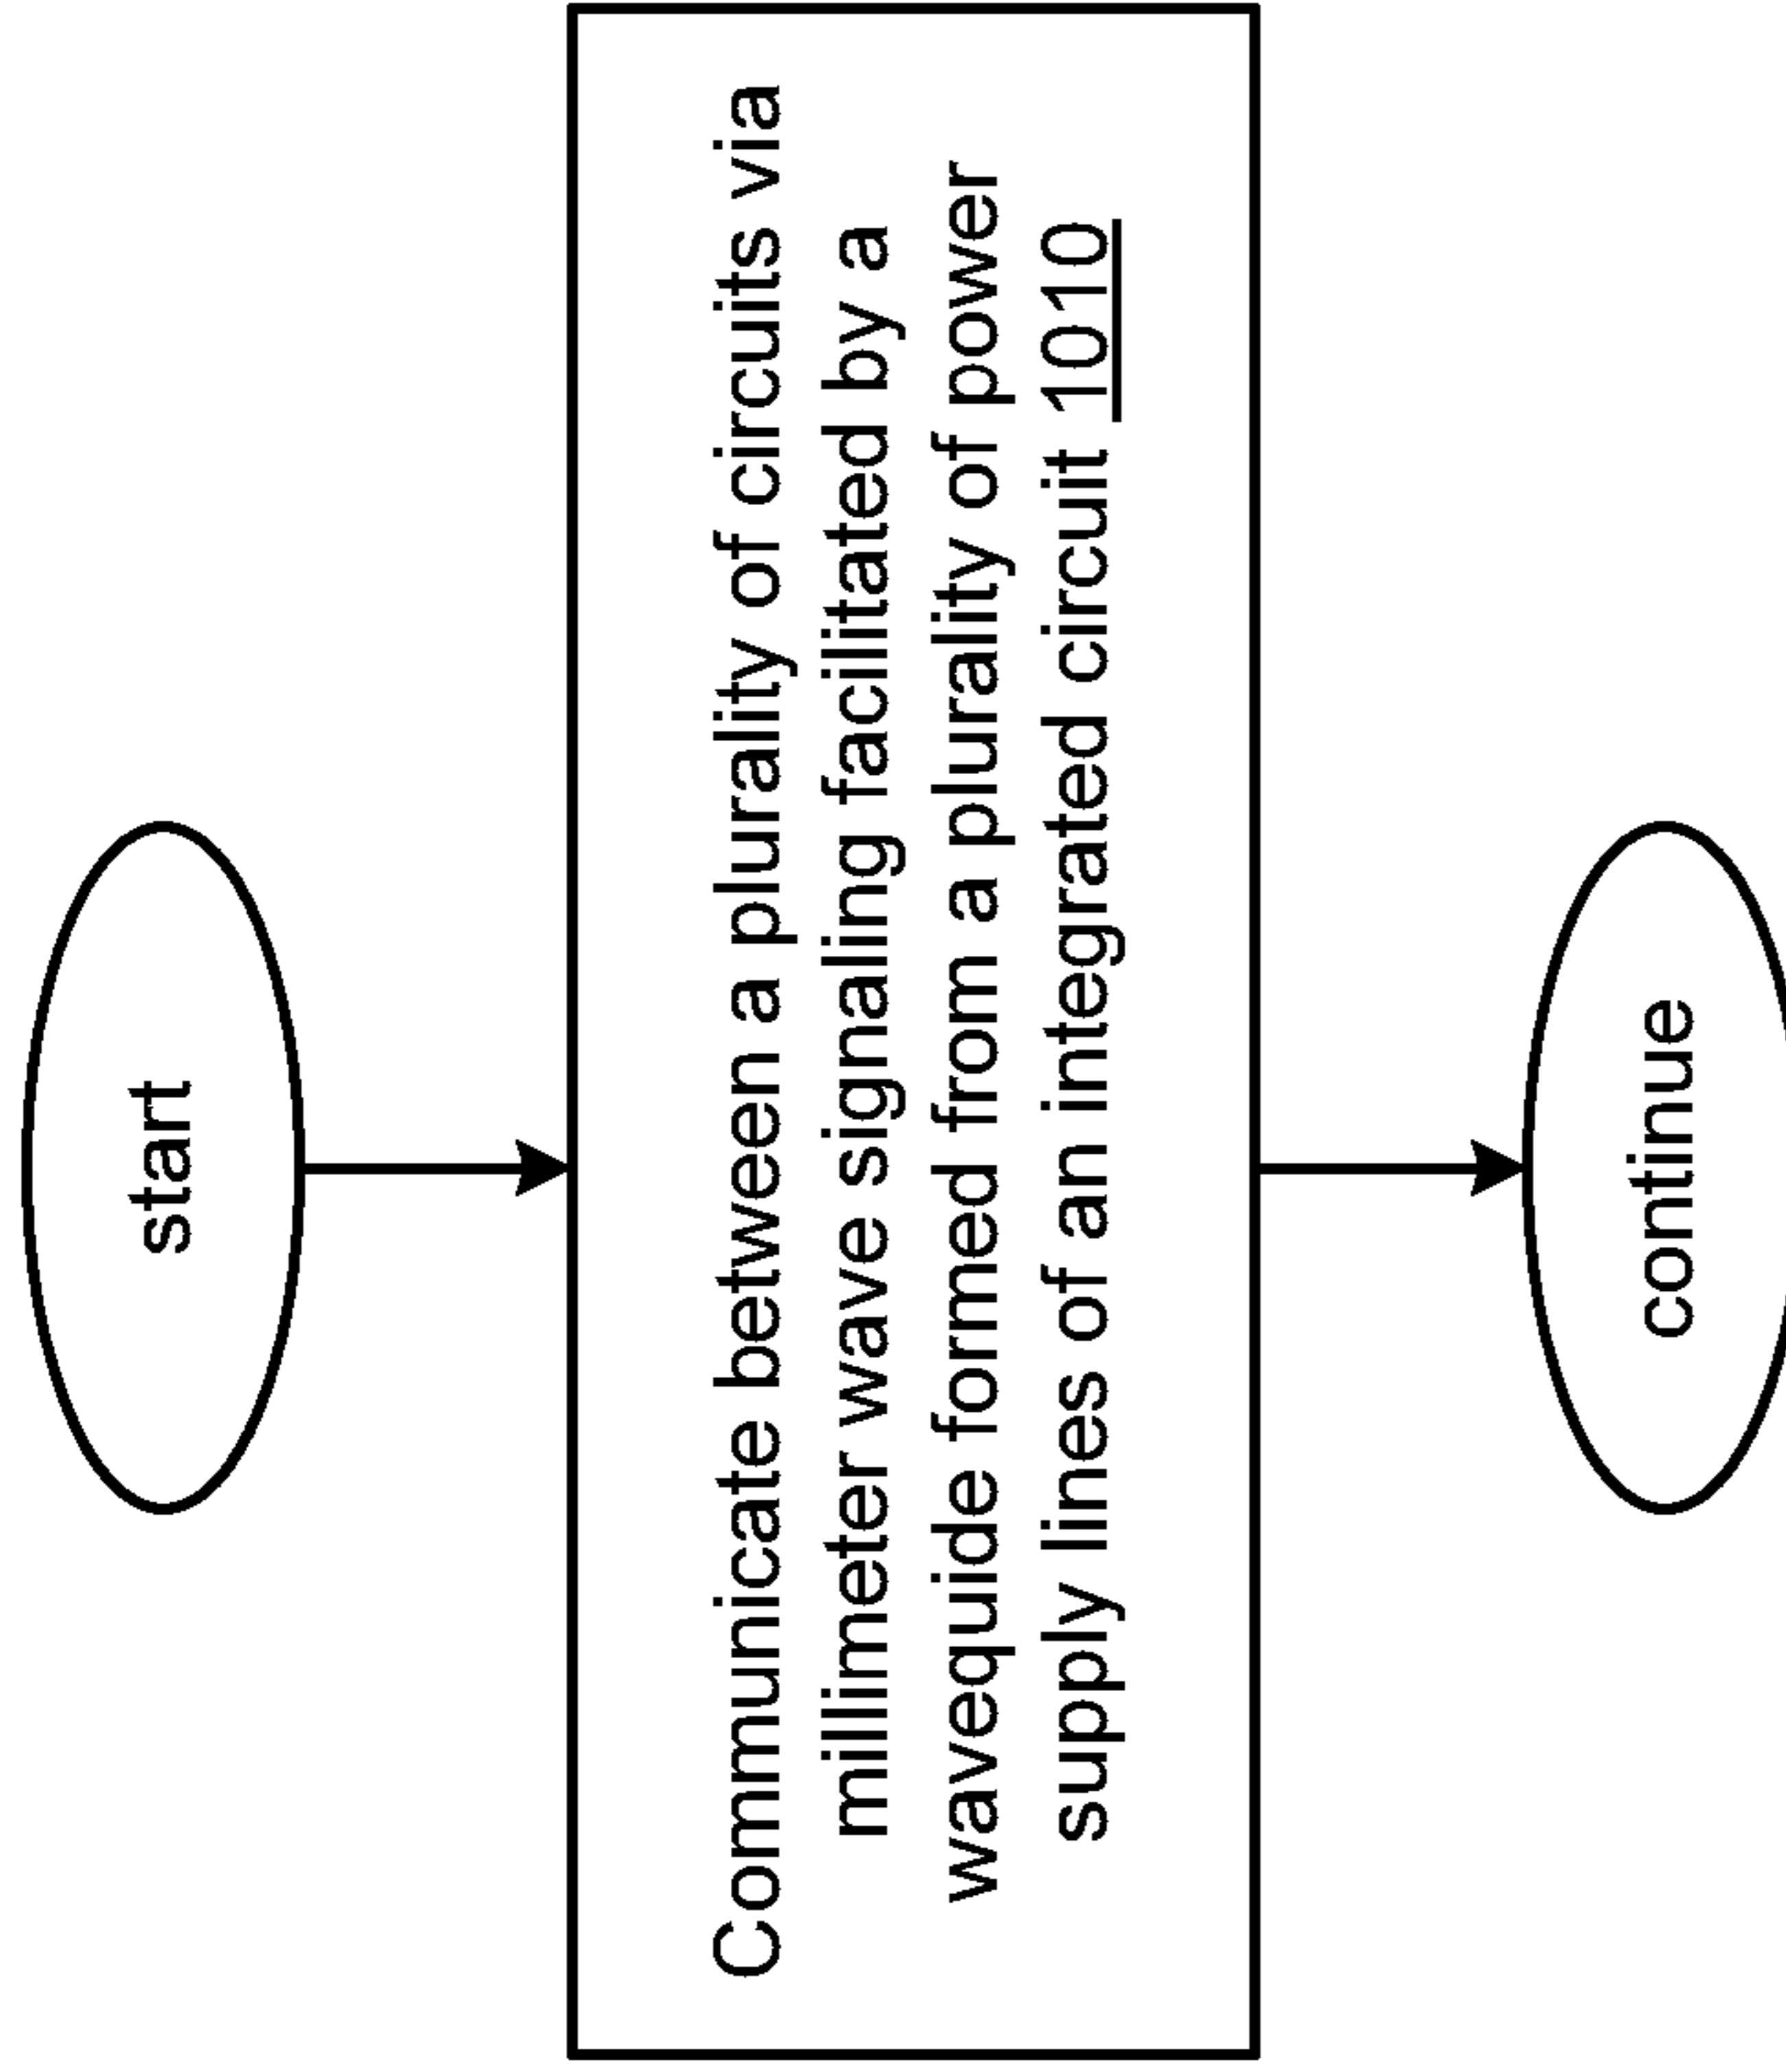 start
Communicate between a plurality of circuits via
millimeter wave signaling facilitated by a
wavequide formed from a plurality of power
supply lines of an integrated circuit 1010
continue